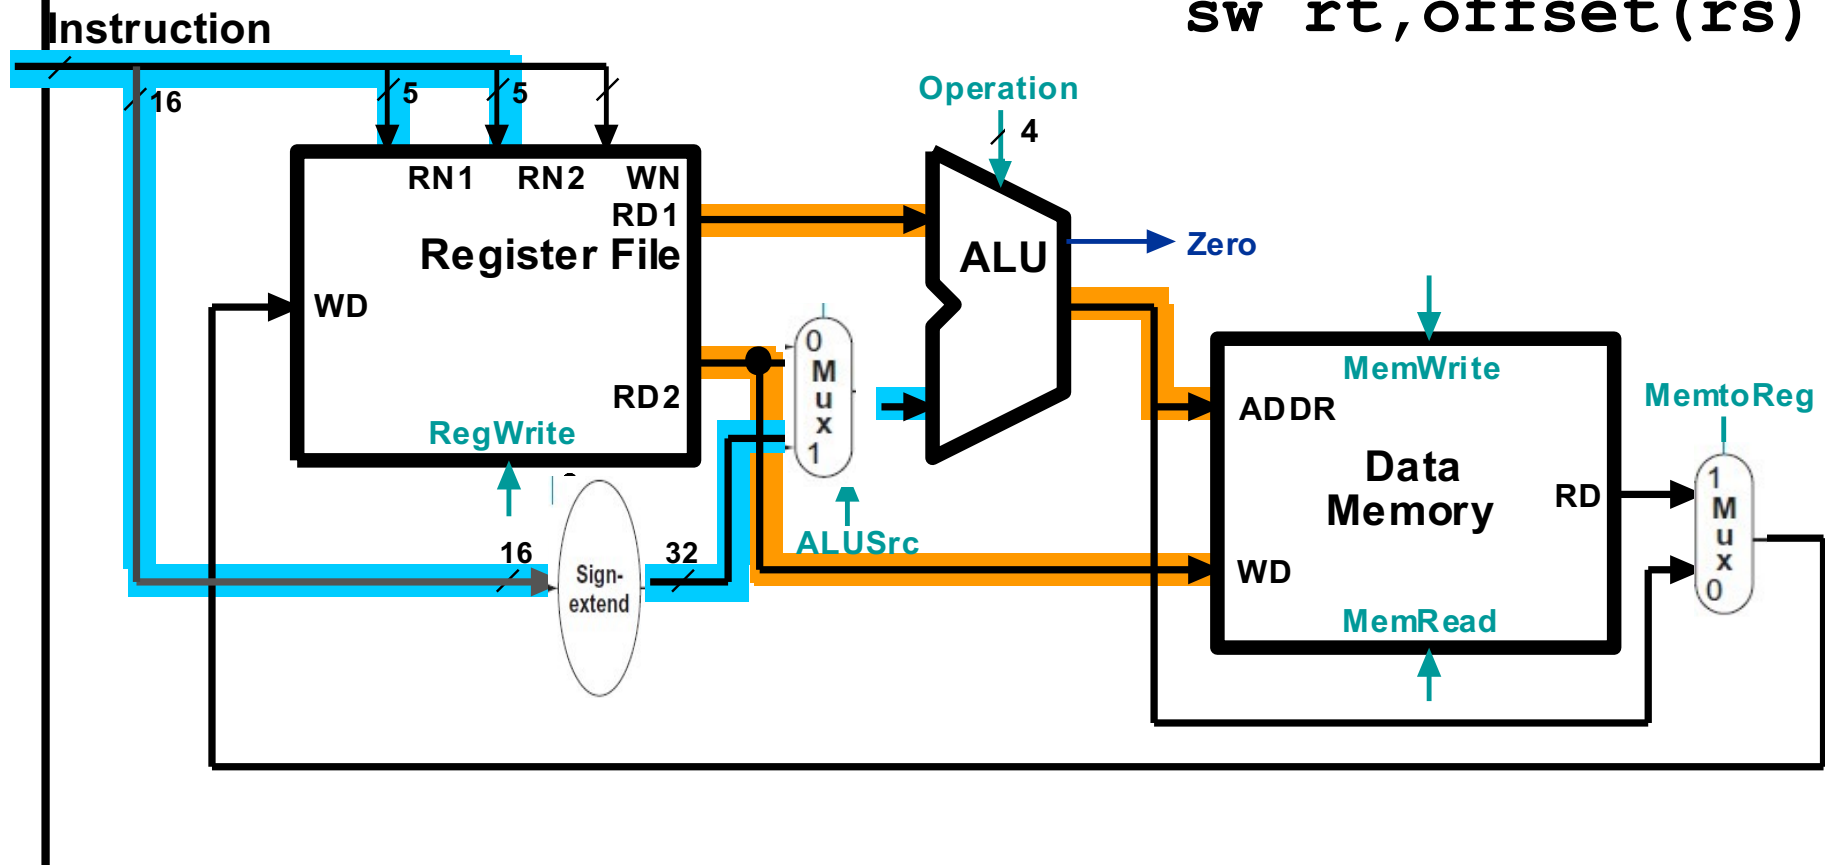 sw rt,offset(rs)
Instruction
16
5
5
Operation
4
RN1 RN2 WN
RD1
Register File
ALU
Zero
WD
0
M
u
x
1
MemWrite
RD2
RegWrite
ADDR
MemtoReg
Data
Memory
RD
1
M
u
x
0
16
32
ALUSrc
Sign-
extend
WD
MemRead